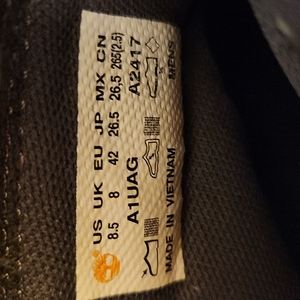 US UK EU JP MX CN
8.5 8 42 26.5 26,5 265(2.5)
A1UAG A2417
MADE IN VIETNAM MENS